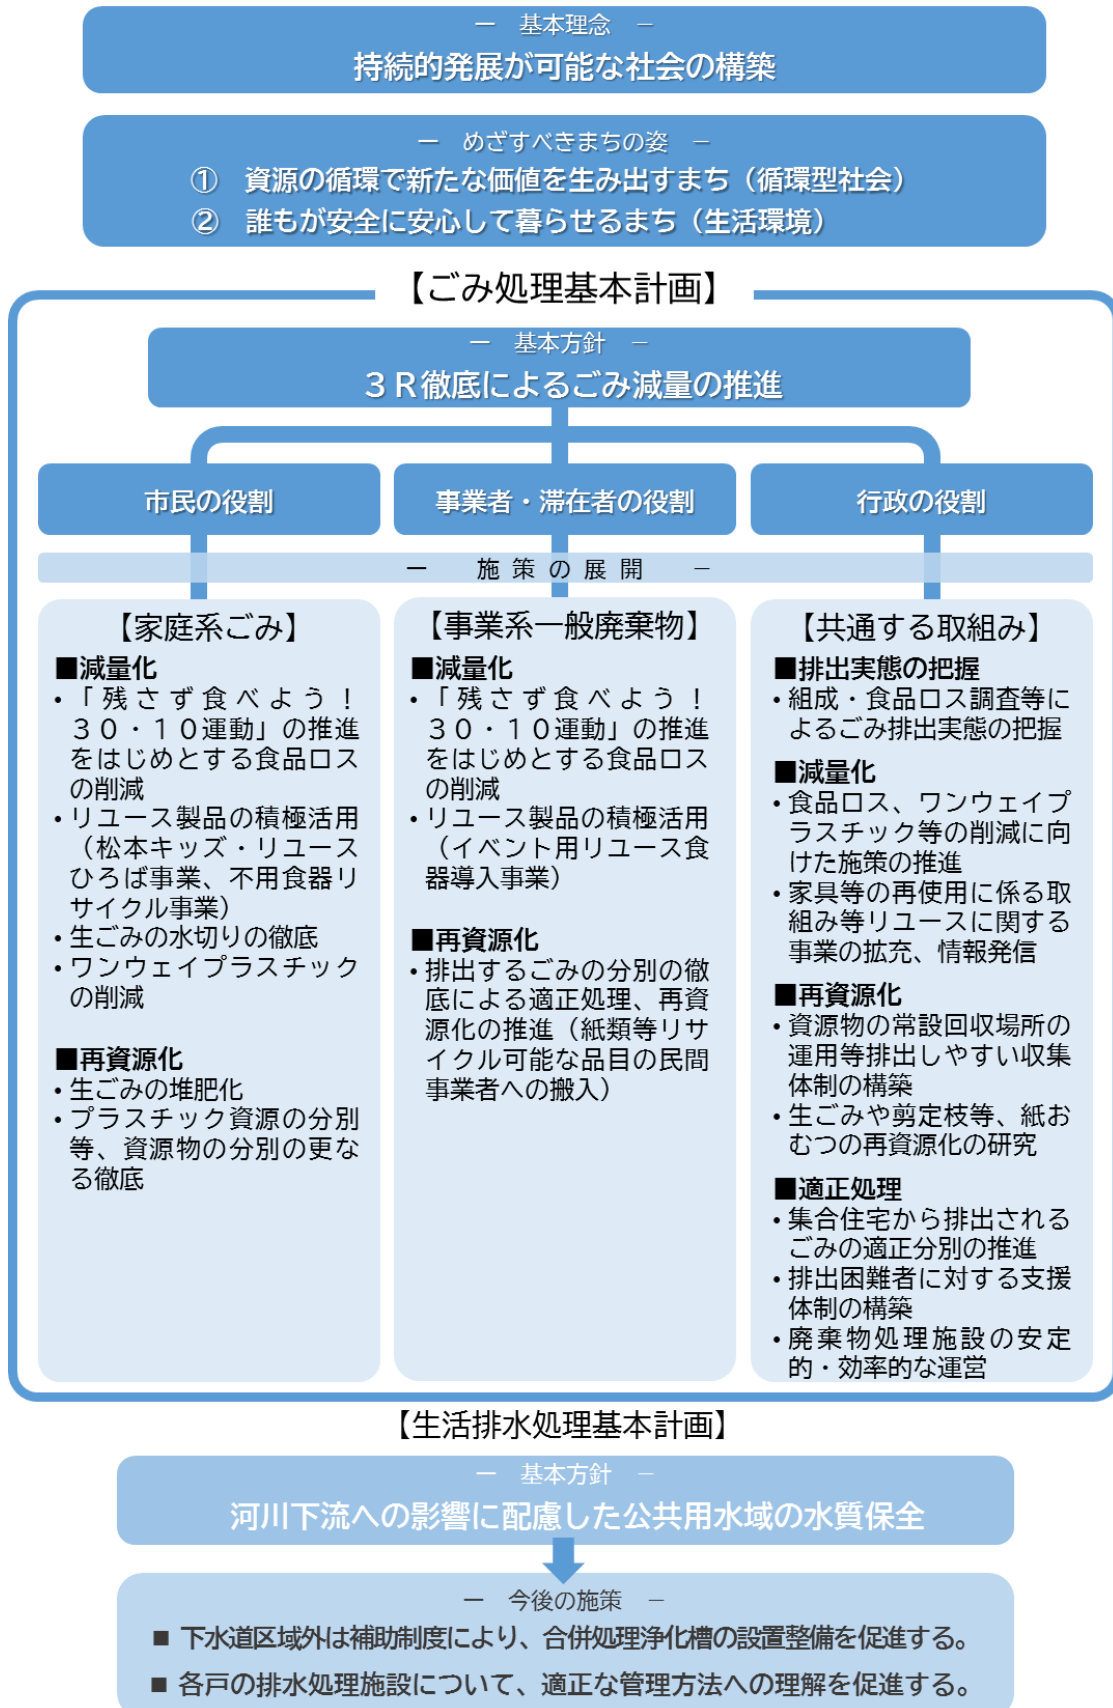 ー 基本理念 －
持続的発展が可能な社会の構築
ー めざすべきまちの姿 －
① 資源の循環で新たな価値を生み出すまち（循環型社会）
② 誰もが安全に安心して暮らせるまち（生活環境）
【ごみ処理基本計画】
ー 基本方針 －
３Ｒ徹底によるごみ減量の推進
市民の役割
事業者・滞在者の役割
行政の役割
ー 施策の展開 －
【家庭系ごみ】
■減量化
・「残さず食べよう！
３０・１０運動」の推進
をはじめとする食品ロス
の削減
・リユース製品の積極活用
（松本キッズ・リユース
ひろば事業、不用食器リ
サイクル事業）
・生ごみの水切りの徹底
・ワンウェイプラスチック
の削減
■再資源化
・生ごみの堆肥化
・プラスチック資源の分別
等、資源物の分別の更な
る徹底
【事業系一般廃棄物】
■減量化
・「残さず食べよう！
３０・１０運動」の推進
をはじめとする食品ロス
の削減
・リユース製品の積極活用
（イベント用リユース食
器導入事業）
■再資源化
・排出するごみの分別の徹
底による適正処理、再資
源化の推進（紙類等リサ
イクル可能な品目の民間
事業者への搬入）
【共通する取組み】
■排出実態の把握
・組成・食品ロス調査等に
よるごみ排出実態の把握
■減量化
・食品ロス、ワンウェイプ
ラスチック等の削減に向
けた施策の推進
・家具等の再使用に係る取
組み等リユースに関する
事業の拡充、情報発信
■再資源化
・資源物の常設回収場所の
運用等排出しやすい収集
体制の構築
・生ごみや剪定枝等、紙お
むつの再資源化の研究
■適正処理
・集合住宅から排出される
ごみの適正分別の推進
・排出困難者に対する支援
体制の構築
・廃棄物処理施設の安定
的・効率的な運営
【生活排水処理基本計画】
ー 基本方針 －
河川下流への影響に配慮した公共用水域の水質保全
ー 今後の施策 －
■ 下水道区域外は補助制度により、合併処理浄化槽の設置整備を促進する。
■ 各戸の排水処理施設について、適正な管理方法への理解を促進する。